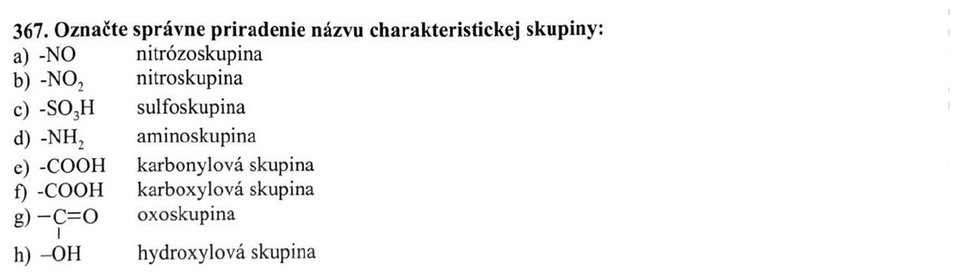 367. Označte správne priradenie názvu charakteristickej skupiny:
a) -NO nitrózoskupina
b) -NO₂ nitroskupina
c) -SO₃H sulfoskupina
d) -NH₂ aminoskupina
e) -COOH karbonylová skupina
f) -COOH karboxylová skupina
g) –C=O oxoskupina
h) –OH hydroxylová skupina